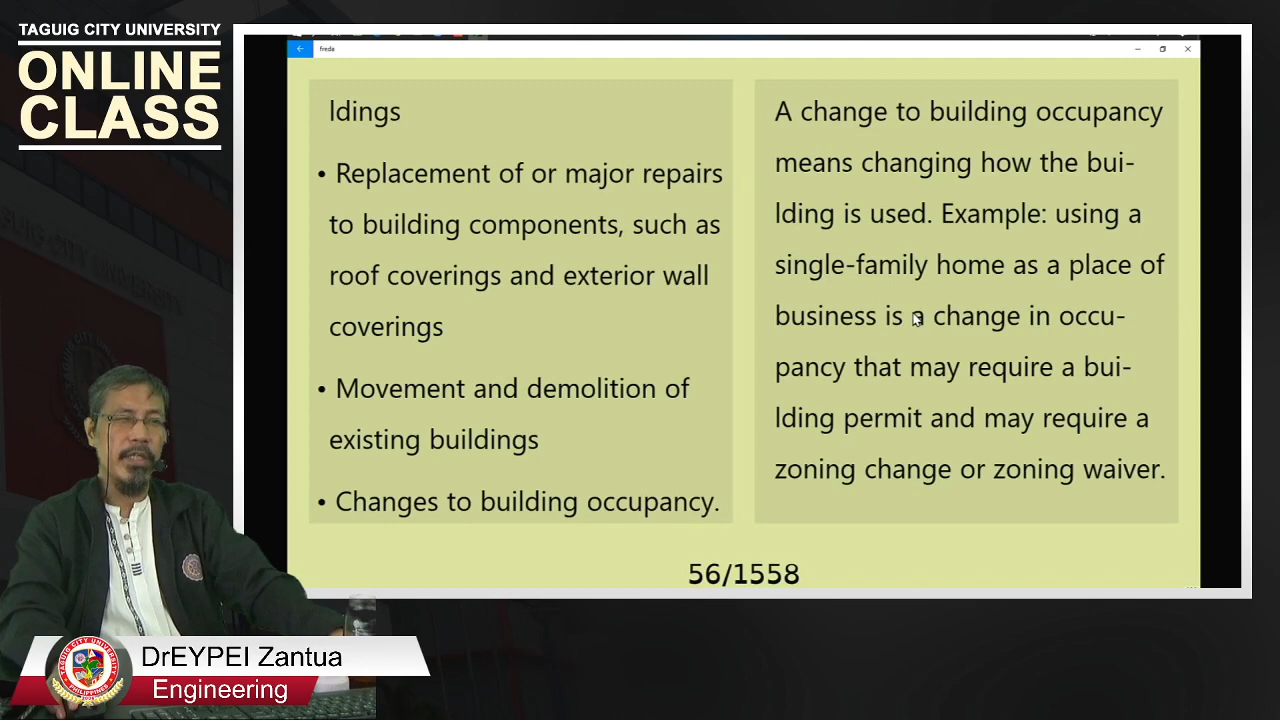 TAGUIG CITY UNIVERSITY
ONLINE
CLASS
freda
ldings
• Replacement of or major repairs
to building components, such as
roof coverings and exterior wall
coverings
• Movement and demolition of
existing buildings
• Changes to building occupancy.
A change to building occupancy
means changing how the bui-
lding is used. Example: using a
single-family home as a place of
business is a change in occu-
pancy that may require a bui-
lding permit and may require a
zoning change or zoning waiver.
56/1558
DrEYPEI Zantua
Engineering